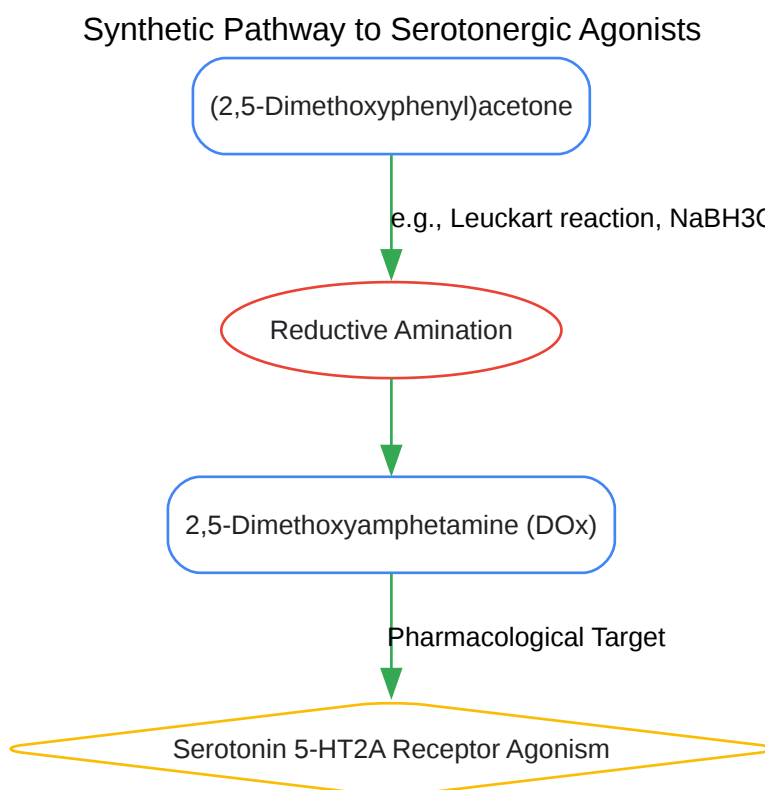 Synthetic Pathway to Serotonergic Agonists
(2,5-Dimethoxyphenyl)acetone
e.g., Leuckart reaction,
Reductive Amination
2,5-Dimethoxyamphetamine (DOx)
Pharmacological Target
Serotonin 5-HT2A Receptor Agonism